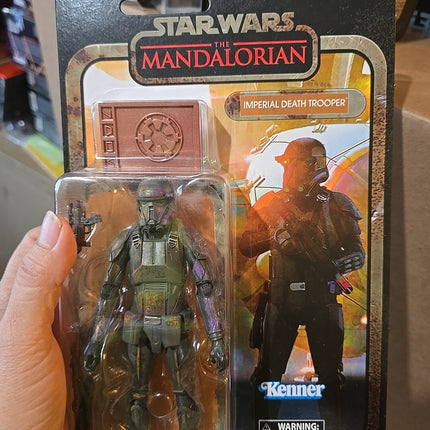 STAR WARS
THE
MANDALORIAN
IMPERIAL DEATH TROOPER
Kenner
WARNING: